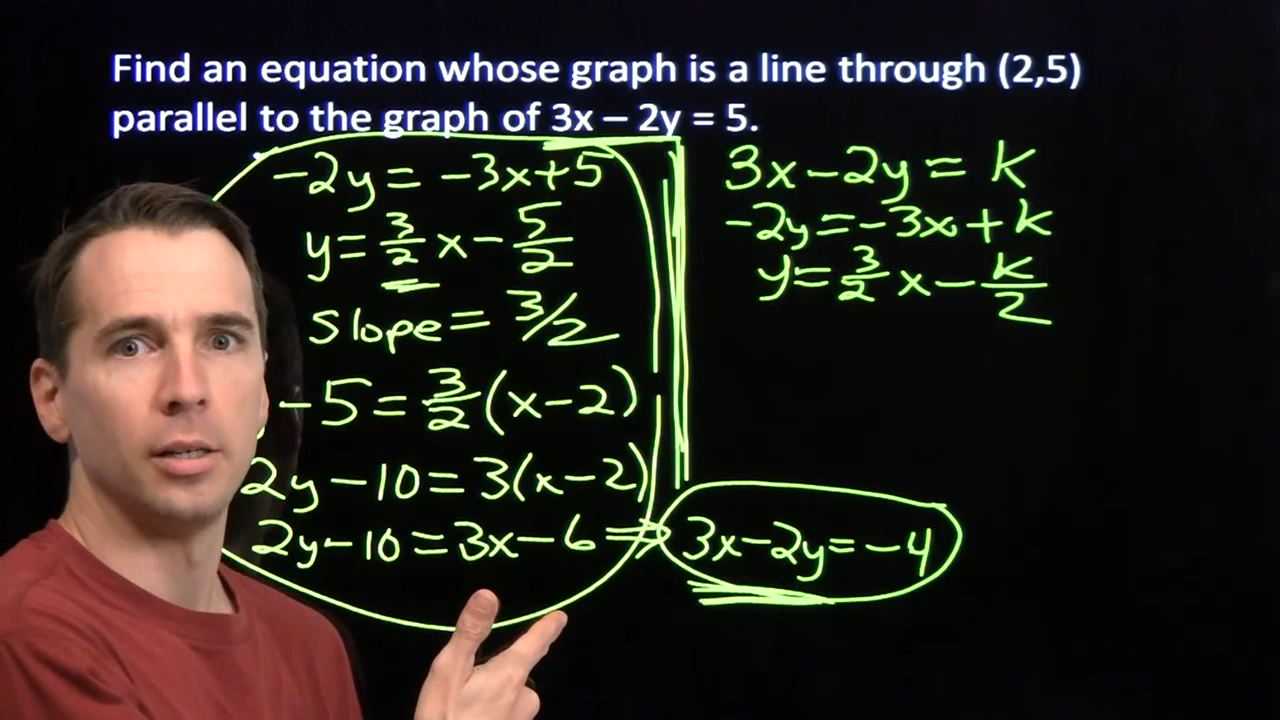 Find an equation whose graph is a line through (2,5)
parallel to the graph of 3x – 2y = 5.
-2y = -3x+5
y = 3/2 x - 5/2
slope = 3/2
-5 = 3/2 (x-2)
2y-10 = 3(x-2)
2y-10 = 3x-6 ⇒ 3x-2y=-4
3x-2y = k
-2y = -3x+k
y = 3/2 x - k/2